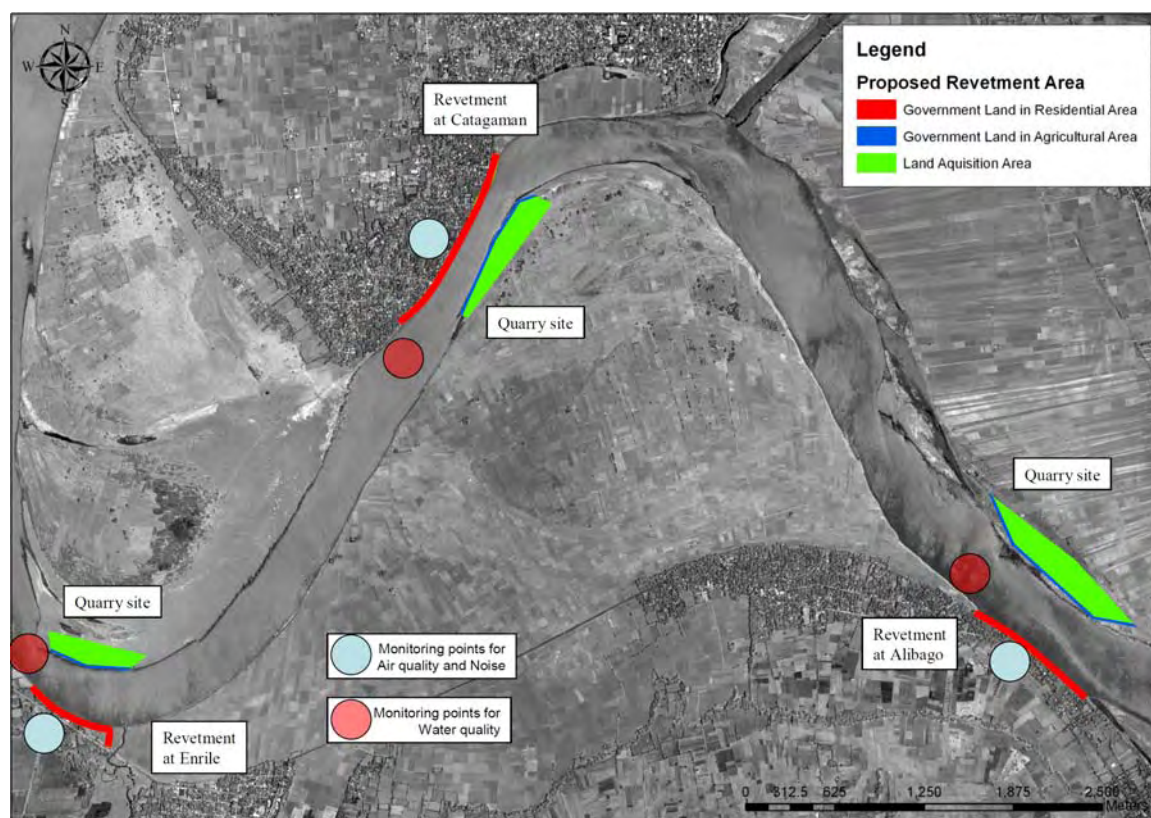 N
W E
S
Revetment
at Catagaman
Legend
Proposed Revetment Area
Government Land in Residential Area
Government Land in Agricultural Area
Land Aquisition Area
Quarry site
Quarry site
Quarry site
Monitoring points for
Air quality and Noise
Monitoring points for
Water quality
Revetment
at Alibago
Revetment
at Enrile
0 312.5 625 1,250 1,875 2,500
Meters